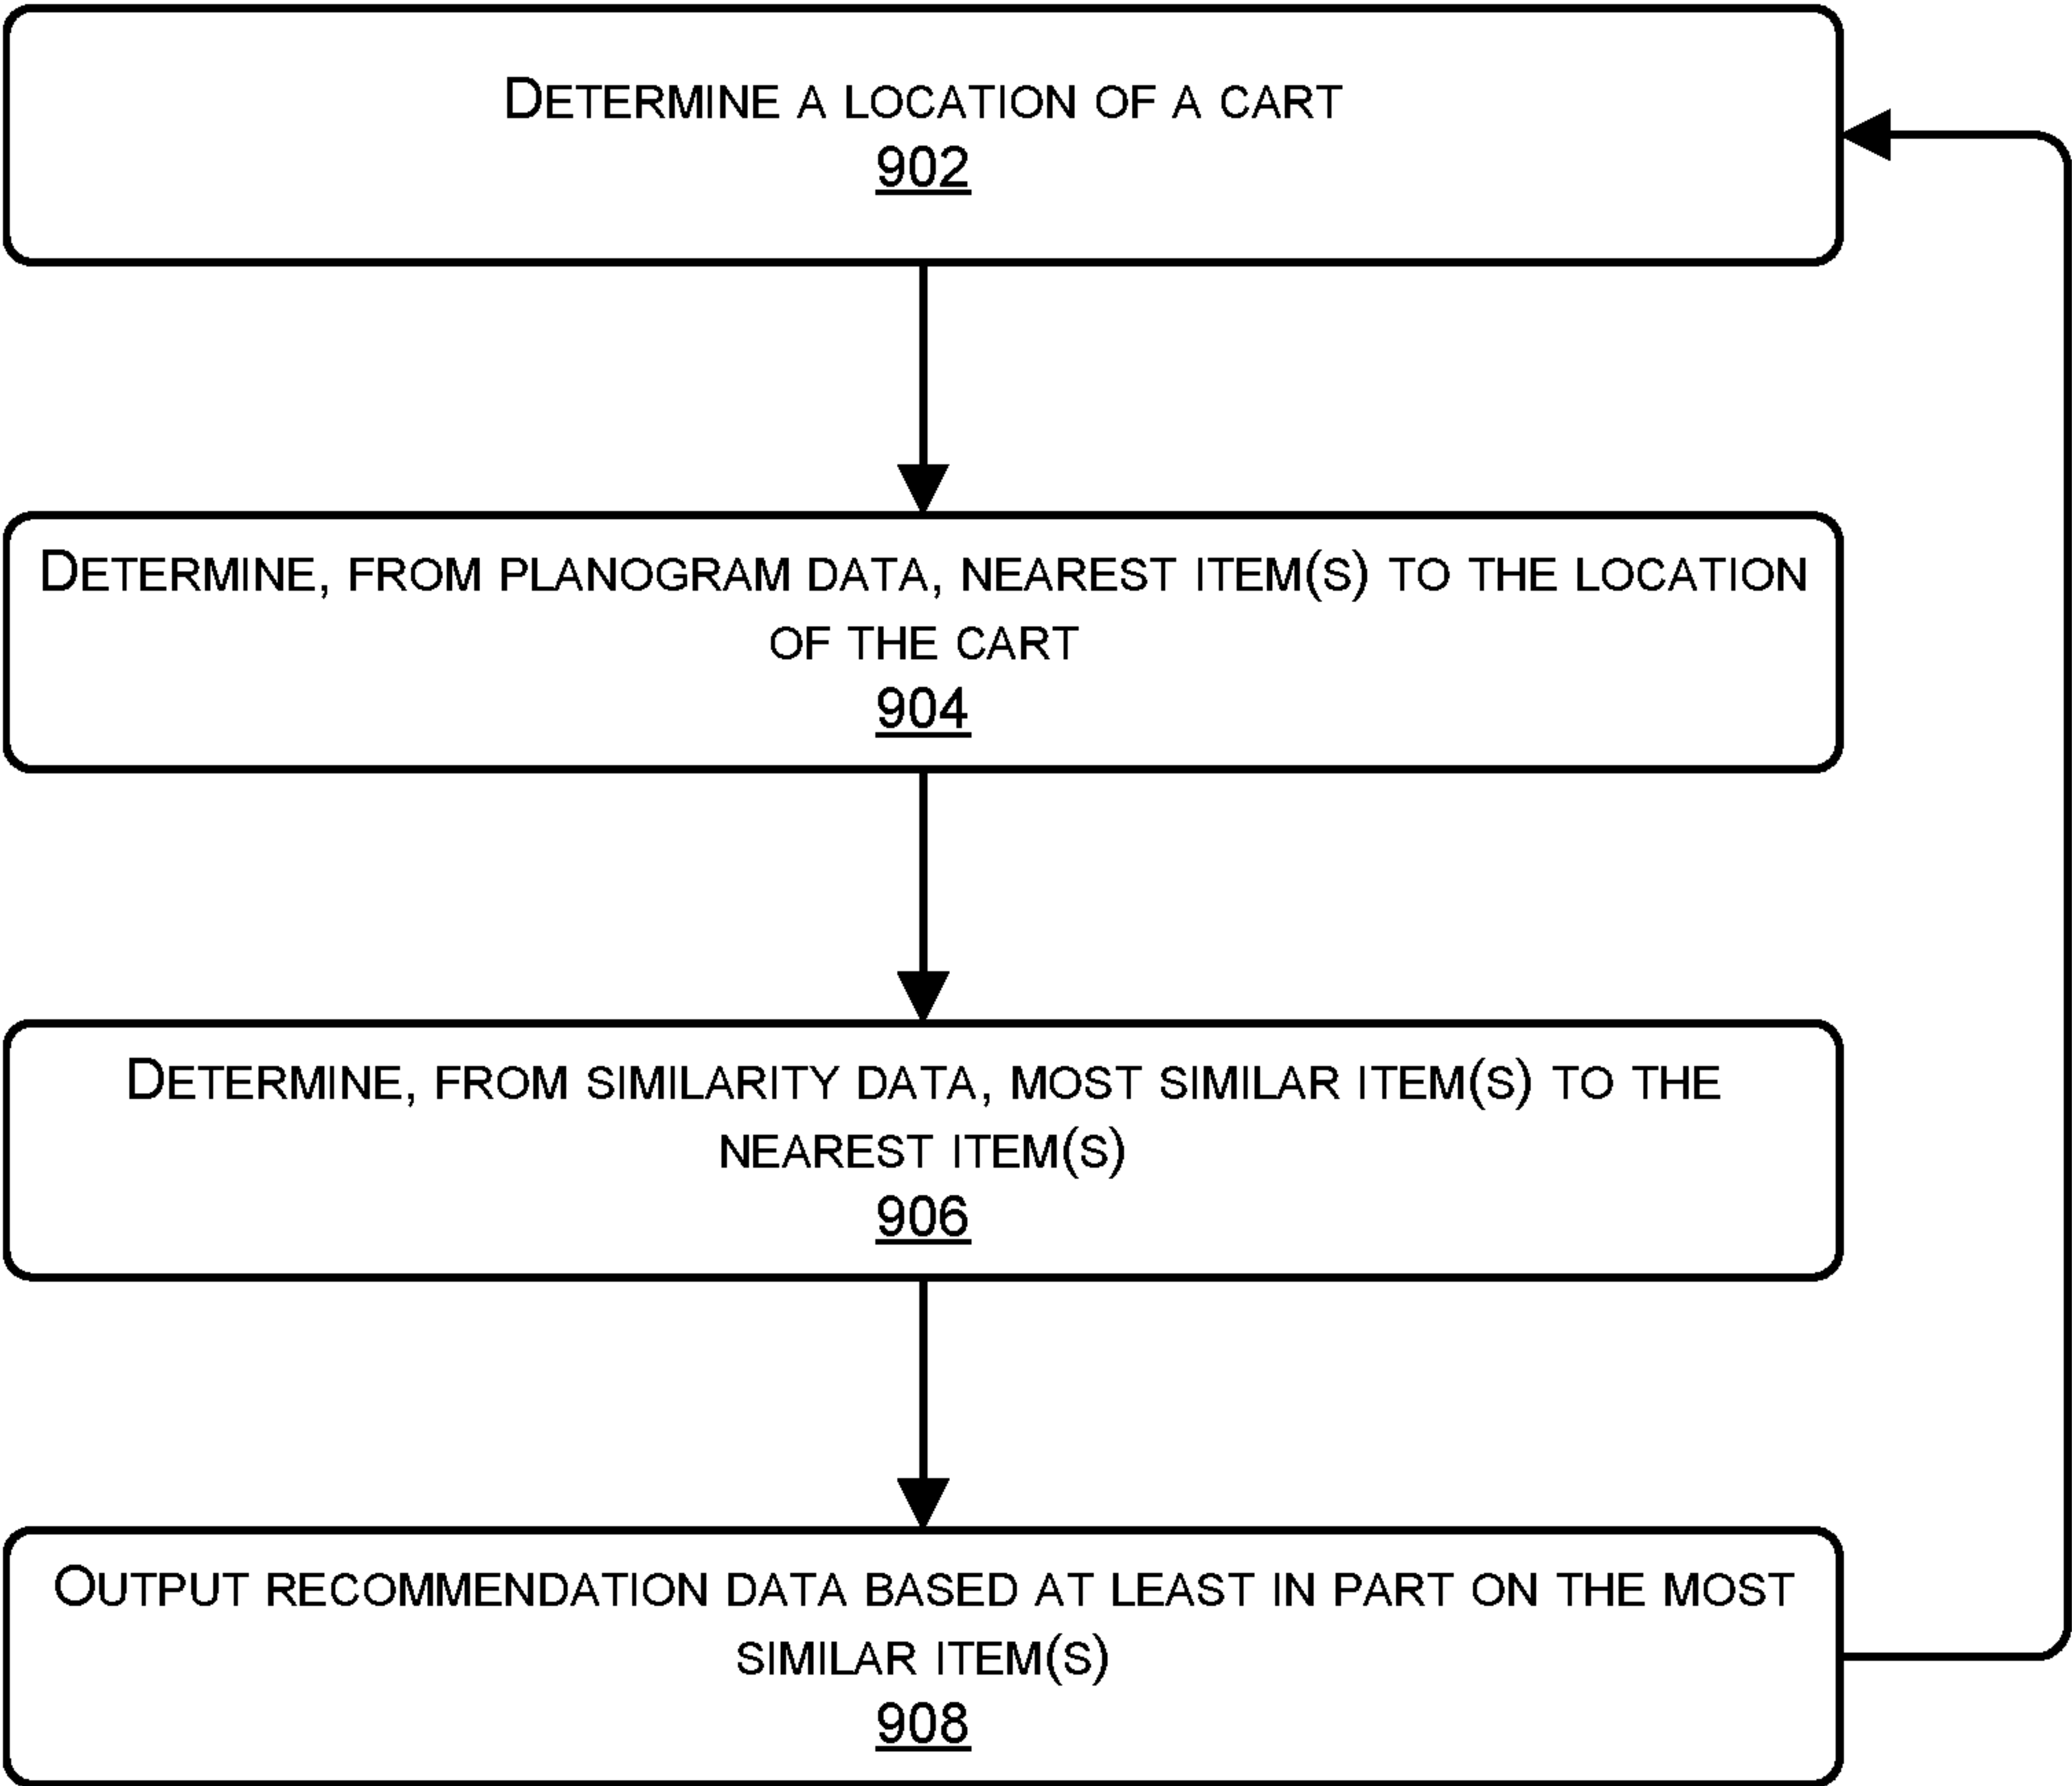 DETERMINE A LOCATION OF A CART
902
DETERMINE, FROM PLANOGRAM DATA, NEAREST ITEM(S) TO THE LOCATION
OF THE CART
904
DETERMINE, FROM SIMILARITY DATA, MOST SIMILAR ITEM(S) TO THE
NEAREST ITEM(S)
906
OUTPUT RECOMMENDATION DATA BASED AT LEAST IN PART ON THE MOST
SIMILAR ITEM(S)
908